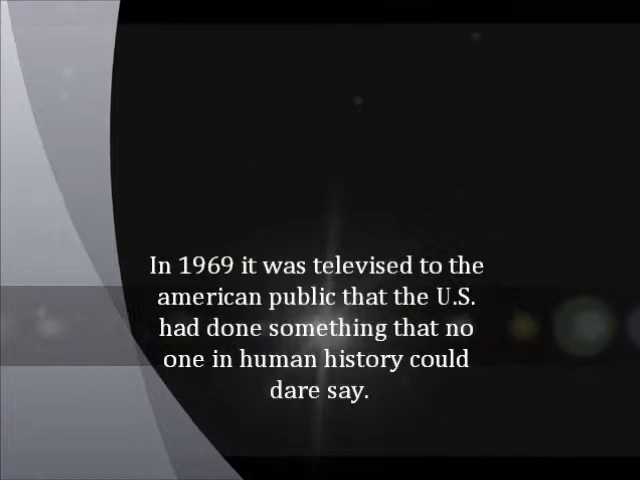 In 1969 it was televised to the
american public that the U.S.
had done something that no
one in human history could
dare say.